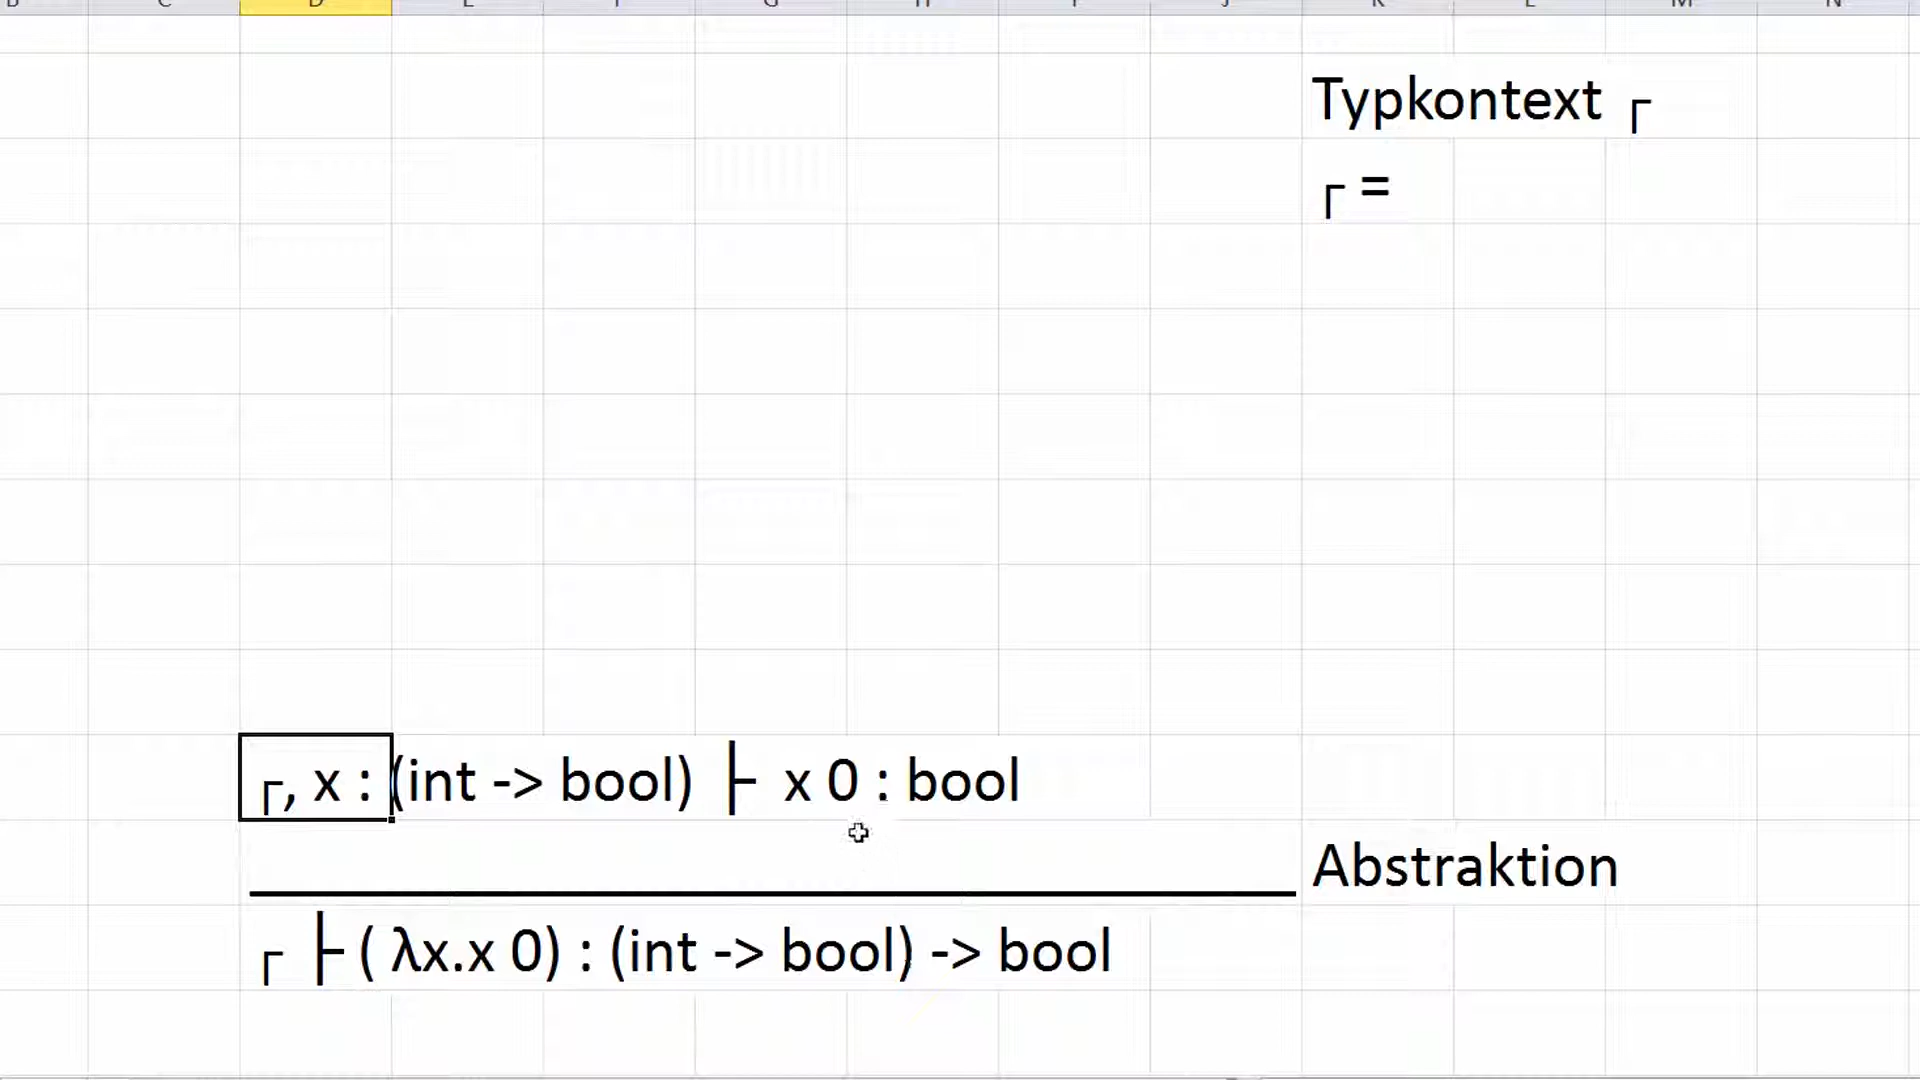 B C D E F G H I J K L M N
Typkontext ┌
┌ =
┌, x : (int -> bool) ├ x 0 : bool
Abstraktion
┌ ├ ( λx.x 0) : (int -> bool) -> bool